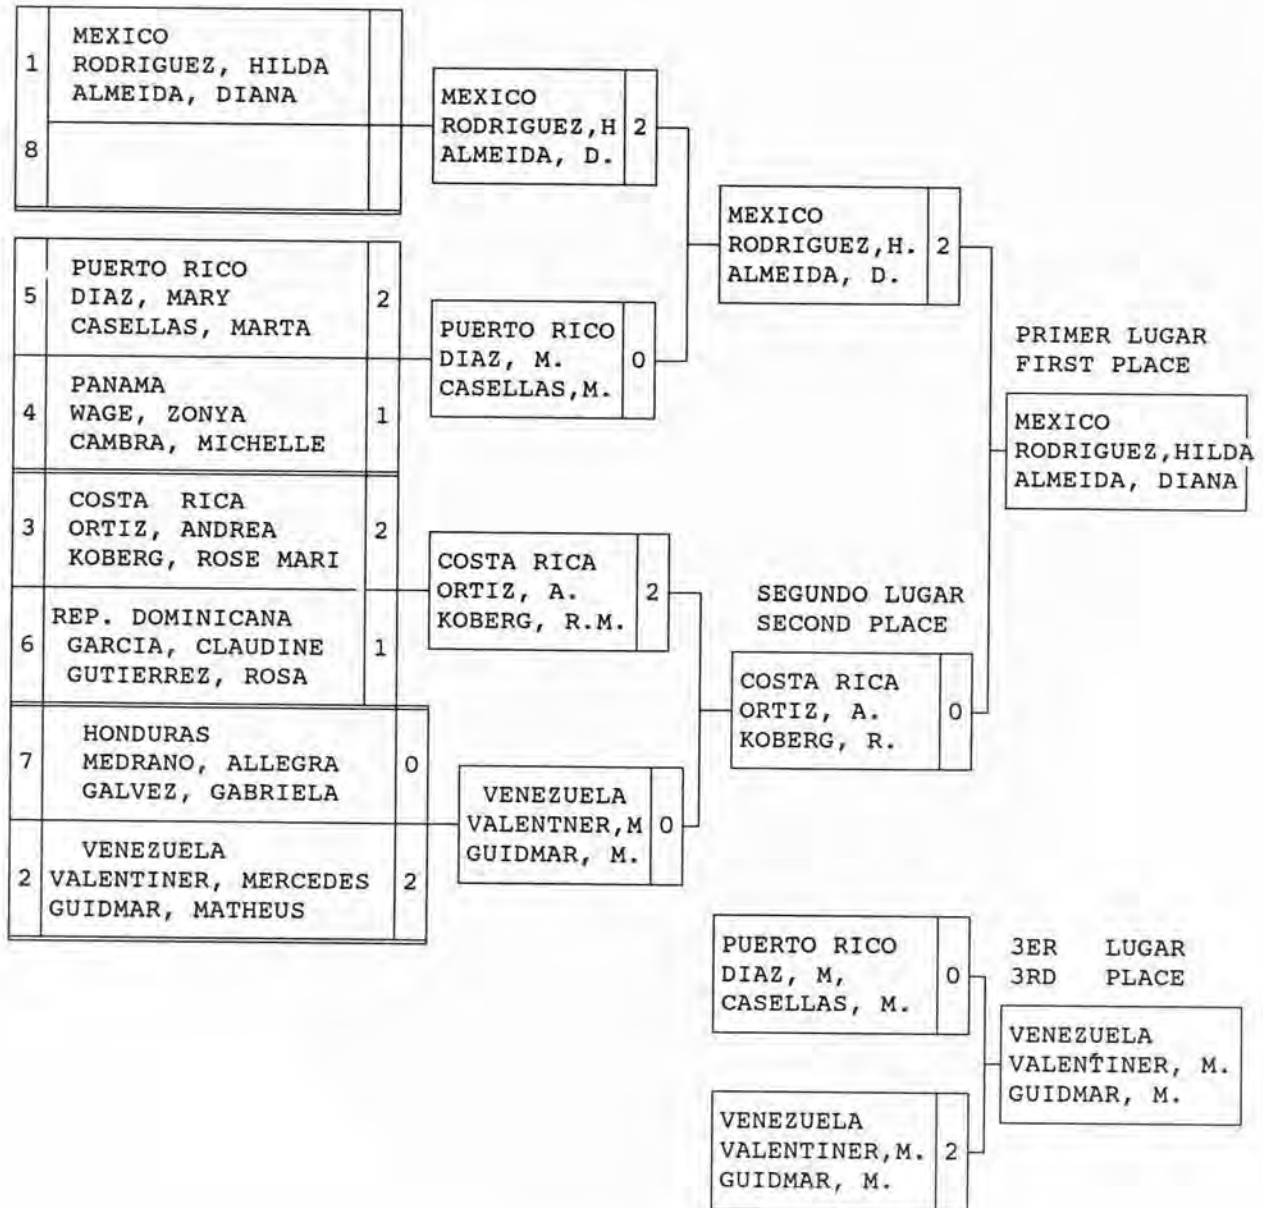 MEXICO
1
RODRIGUEZ, HILDA
ALMEIDA, DIANA
8
PUERTO RICO
5
DIAZ, MARY
2
CASELLAS, MARTA
PANAMA
4
WAGE, ZONYA
1
CAMBRA, MICHELLE
COSTA RICA
3
ORTIZ, ANDREA
2
KOBERG, ROSE MARI
REP. DOMINICANA
6
GARCIA, CLAUDINE
1
GUTIERREZ, ROSA
HONDURAS
7
MEDRANO, ALLEGRA
0
GALVEZ, GABRIELA
VENEZUELA
2
VALENTINER, MERCEDES
2
GUIDMAR, MATHEUS
MEXICO
RODRIGUEZ,H
2
ALMEIDA, D.
PUERTO RICO
DIAZ, M.
0
CASELLAS,M.
COSTA RICA
ORTIZ, A.
2
KOBERG, R.M.
VENEZUELA
VALENTNER,M
0
GUIDMAR, M.
MEXICO
RODRIGUEZ,H.
2
ALMEIDA, D.
SEGUNDO LUGAR
SECOND PLACE
COSTA RICA
ORTIZ, A.
0
KOBERG, R.
PRIMER LUGAR
FIRST PLACE
MEXICO
RODRIGUEZ,HILDA
ALMEIDA, DIANA
PUERTO RICO
DIAZ, M,
0
CASELLAS, M.
VENEZUELA
VALENTINER,M.
2
GUIDMAR, M.
3ER LUGAR
3RD PLACE
VENEZUELA
VALENTINER, M.
GUIDMAR, M.